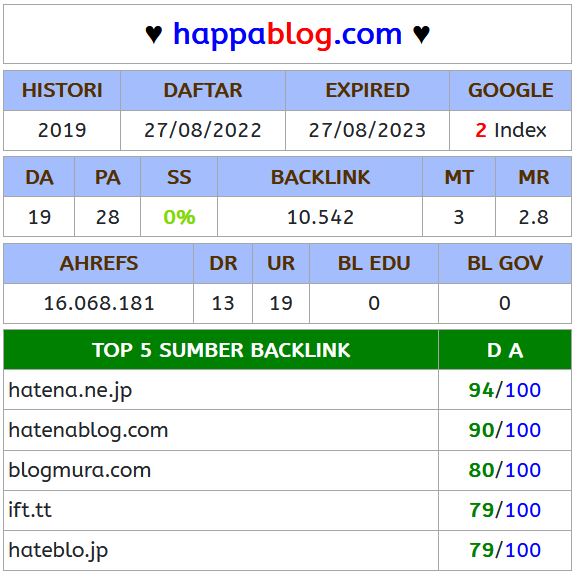 ♥ happablog.com ♥
HISTORI DAFTAR EXPIRED GOOGLE
2019 27/08/2022 27/08/2023 2 Index
DA PA SS BACKLINK MT MR
19 28 0% 10.542 3 2.8
AHREFS DR UR BL EDU BL GOV
16.068.181 13 19 0 0
TOP 5 SUMBER BACKLINK D A
hatena.ne.jp 94/100
hatenablog.com 90/100
blogmura.com 80/100
ift.tt 79/100
hateblo.jp 79/100